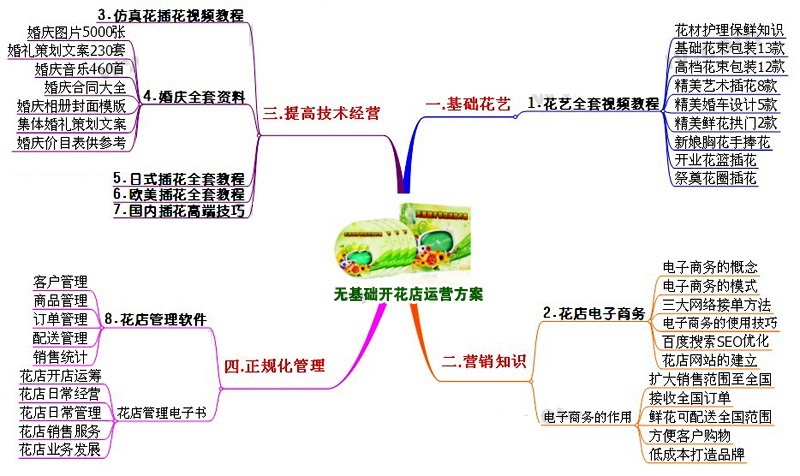 无基础开花店运营方案
一.基础花艺
1.花艺全套视频教程
花材护理保鲜知识
基础花束包装13款
高档花束包装12款
精美艺术插花8款
精美婚车设计5款
精美鲜花拱门2款
新娘胸花手捧花
开业花篮插花
祭奠花圈插花
二.营销知识
2.花店电子商务
电子商务的概念
电子商务的模式
三大网络接单方法
电子商务的使用技巧
百度搜索SEO优化
花店网站的建立
电子商务的作用
扩大销售范围至全国
接收全国订单
鲜花可配送全国范围
方便客户购物
低成本打造品牌
三.提高技术经营
3.仿真花插花视频教程
4.婚庆全套资料
婚庆图片5000张
婚礼策划文案230套
婚庆音乐460首
婚庆合同大全
婚庆相册封面模版
集体婚礼策划文案
婚庆价目表供参考
5.日式插花全套教程
6.欧美插花全套教程
7.国内插花高端技巧
四.正规化管理
8.花店管理软件
客户管理
商品管理
订单管理
配送管理
销售统计
花店管理电子书
花店开店运筹
花店日常经营
花店日常管理
花店销售服务
花店业务发展